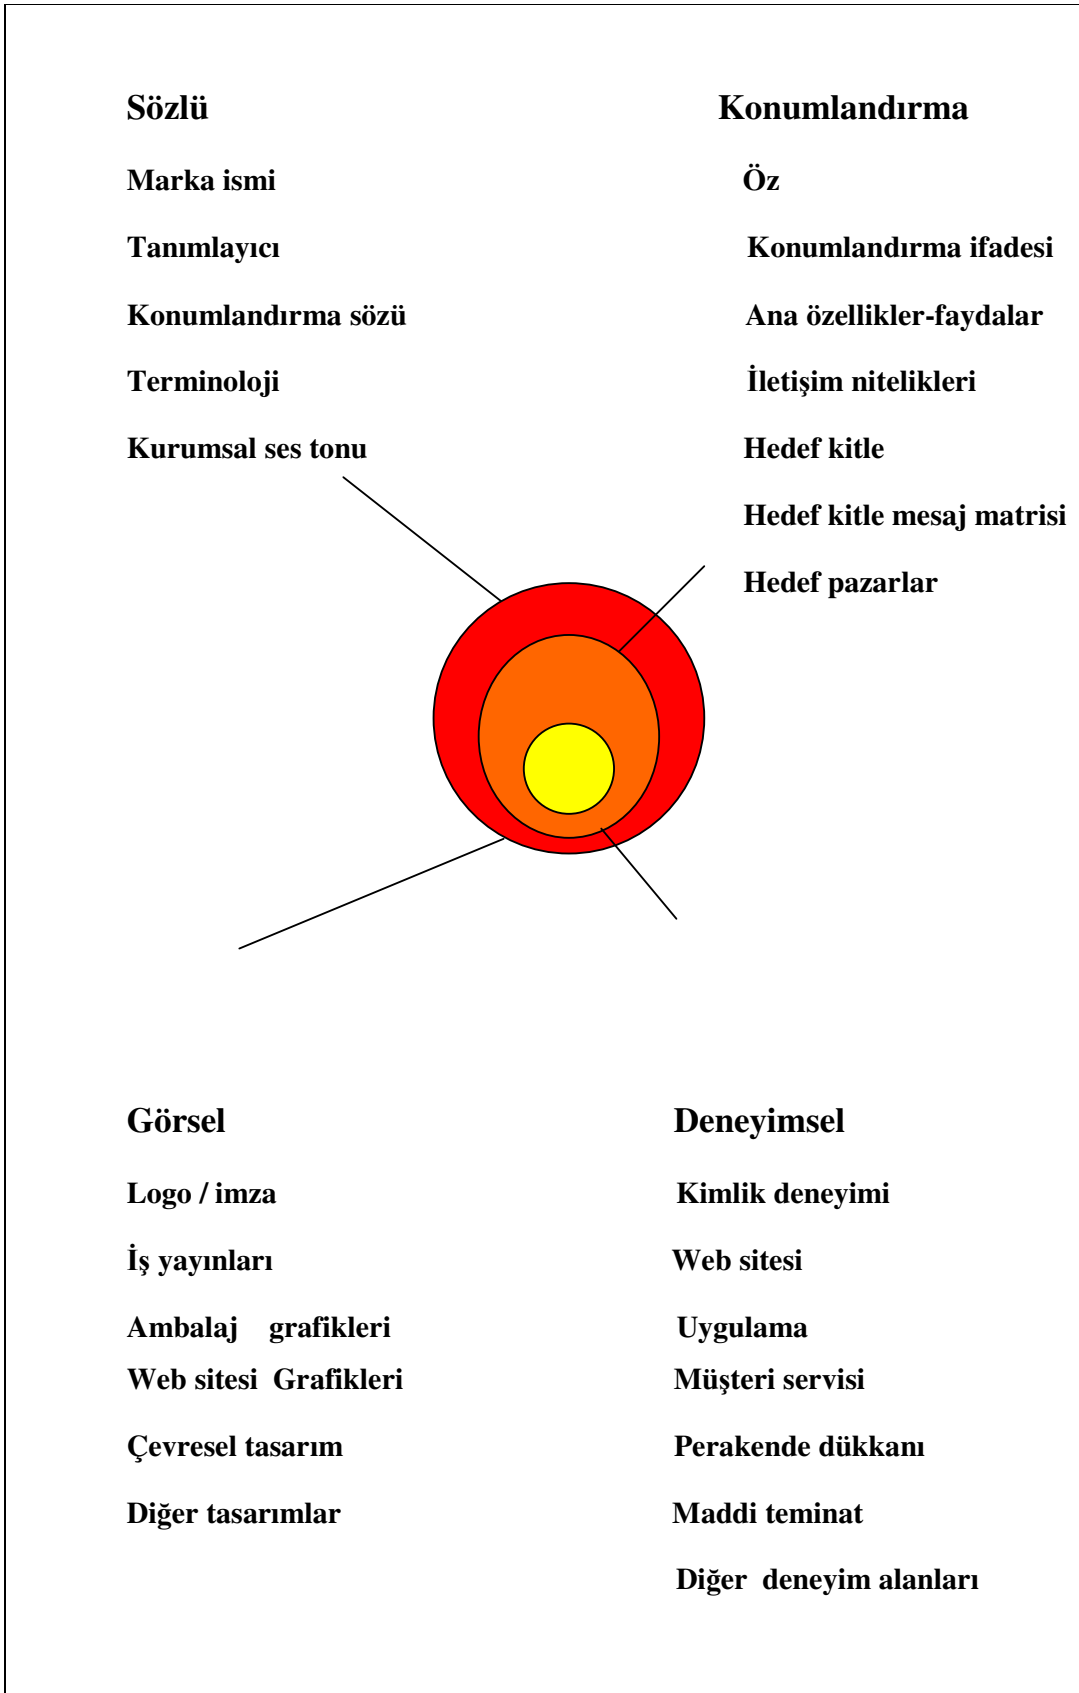 Sözlü
Marka ismi
Tanımlayıcı
Konumlandırma sözü
Terminoloji
Kurumsal ses tonu
Konumlandırma
Öz
Konumlandırma ifadesi
Ana özellikler-faydalar
İletişim nitelikleri
Hedef kitle
Hedef kitle mesaj matrisi
Hedef pazarlar
Görsel
Logo / imza
İş yayınları
Ambalaj grafikleri
Web sitesi Grafikleri
Çevresel tasarım
Diğer tasarımlar
Deneyimsel
Kimlik deneyimi
Web sitesi
Uygulama
Müşteri servisi
Perakende dükkanı
Maddi teminat
Diğer deneyim alanları